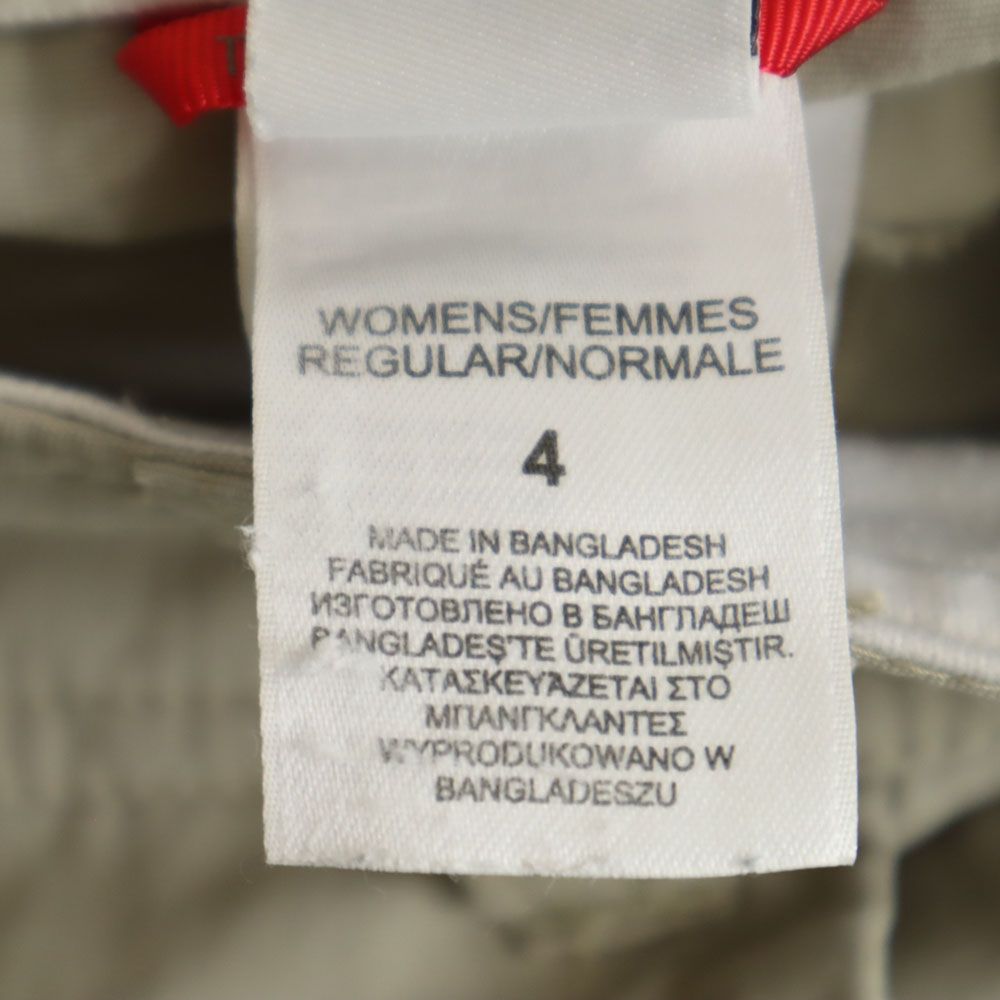 WOMENS/FEMMES
REGULAR/NORMALE
4
MADE IN BANGLADESH
FABRIQUÉ AU BANGLADESH
ИЗГОТОВЛЕНО В БАНГЛАДЕШ
BANGLADEŞ'TE ÜRETILMIŞTIR.
ΚΑΤΑΣΚΕΥΆΖΕΤΑΙ ΣΤΟ
ΜΠΑΝΓΚΛΑΝΤΕΣ
WYPRODUKOWANO W
BANGLADESZU